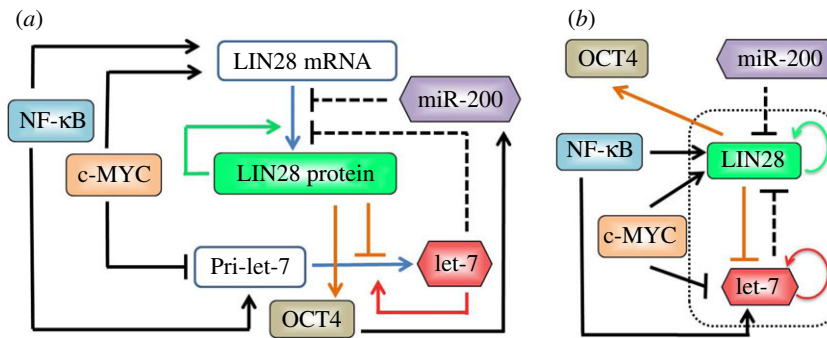 (a)
LIN28 mRNA
miR-200
NF-κB
c-MYC
LIN28 protein
Pri-let-7
let-7
OCT4
(b)
OCT4
miR-200
NF-κB
LIN28
c-MYC
let-7